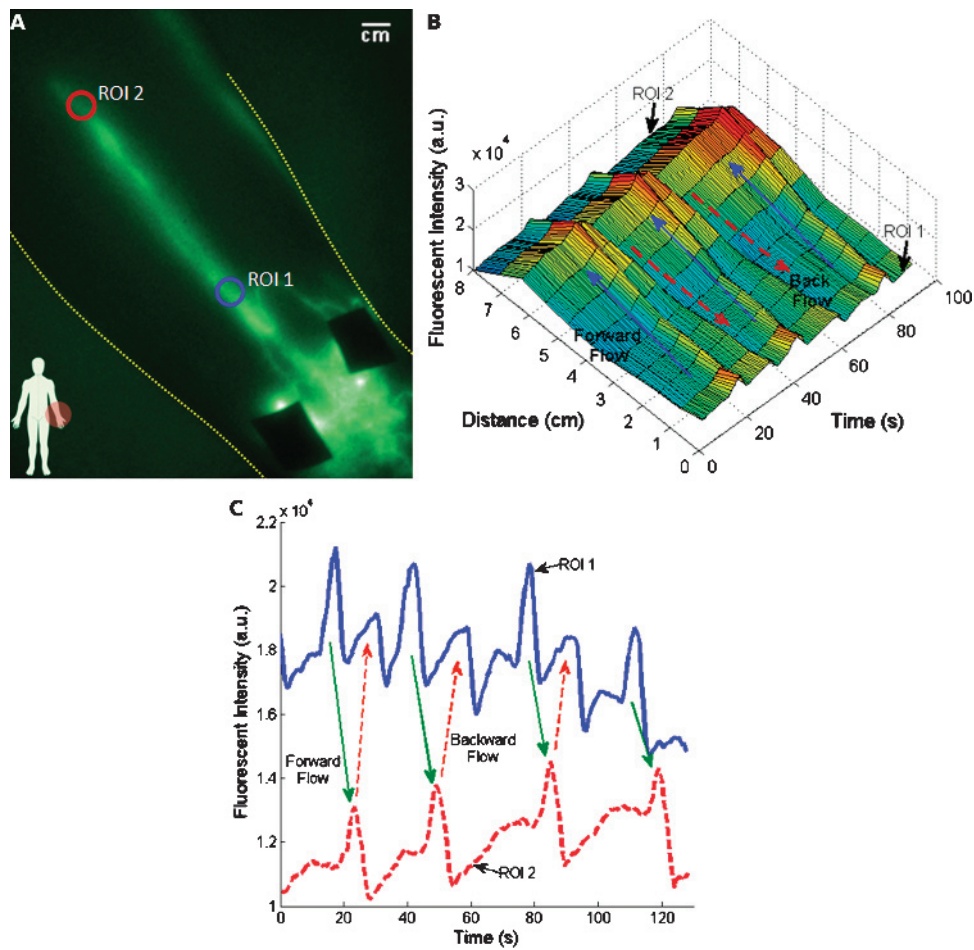 A
cm
ROI 2
ROI 1
B
Fluorescent Intensity (a.u.)
x 10⁴
3
2
1
8
7
6
5
4
3
2
1
0
Distance (cm)
0
20
40
60
80
100
Time (s)
ROI 2
ROI 1
Forward
Flow
Back
Flow
C
x 10⁴
2.2
2
1.8
1.6
1.4
1.2
1
Fluorescent Intensity (a.u.)
ROI 1
Forward
Flow
Backward
Flow
ROI 2
0
20
40
60
80
100
120
Time (s)